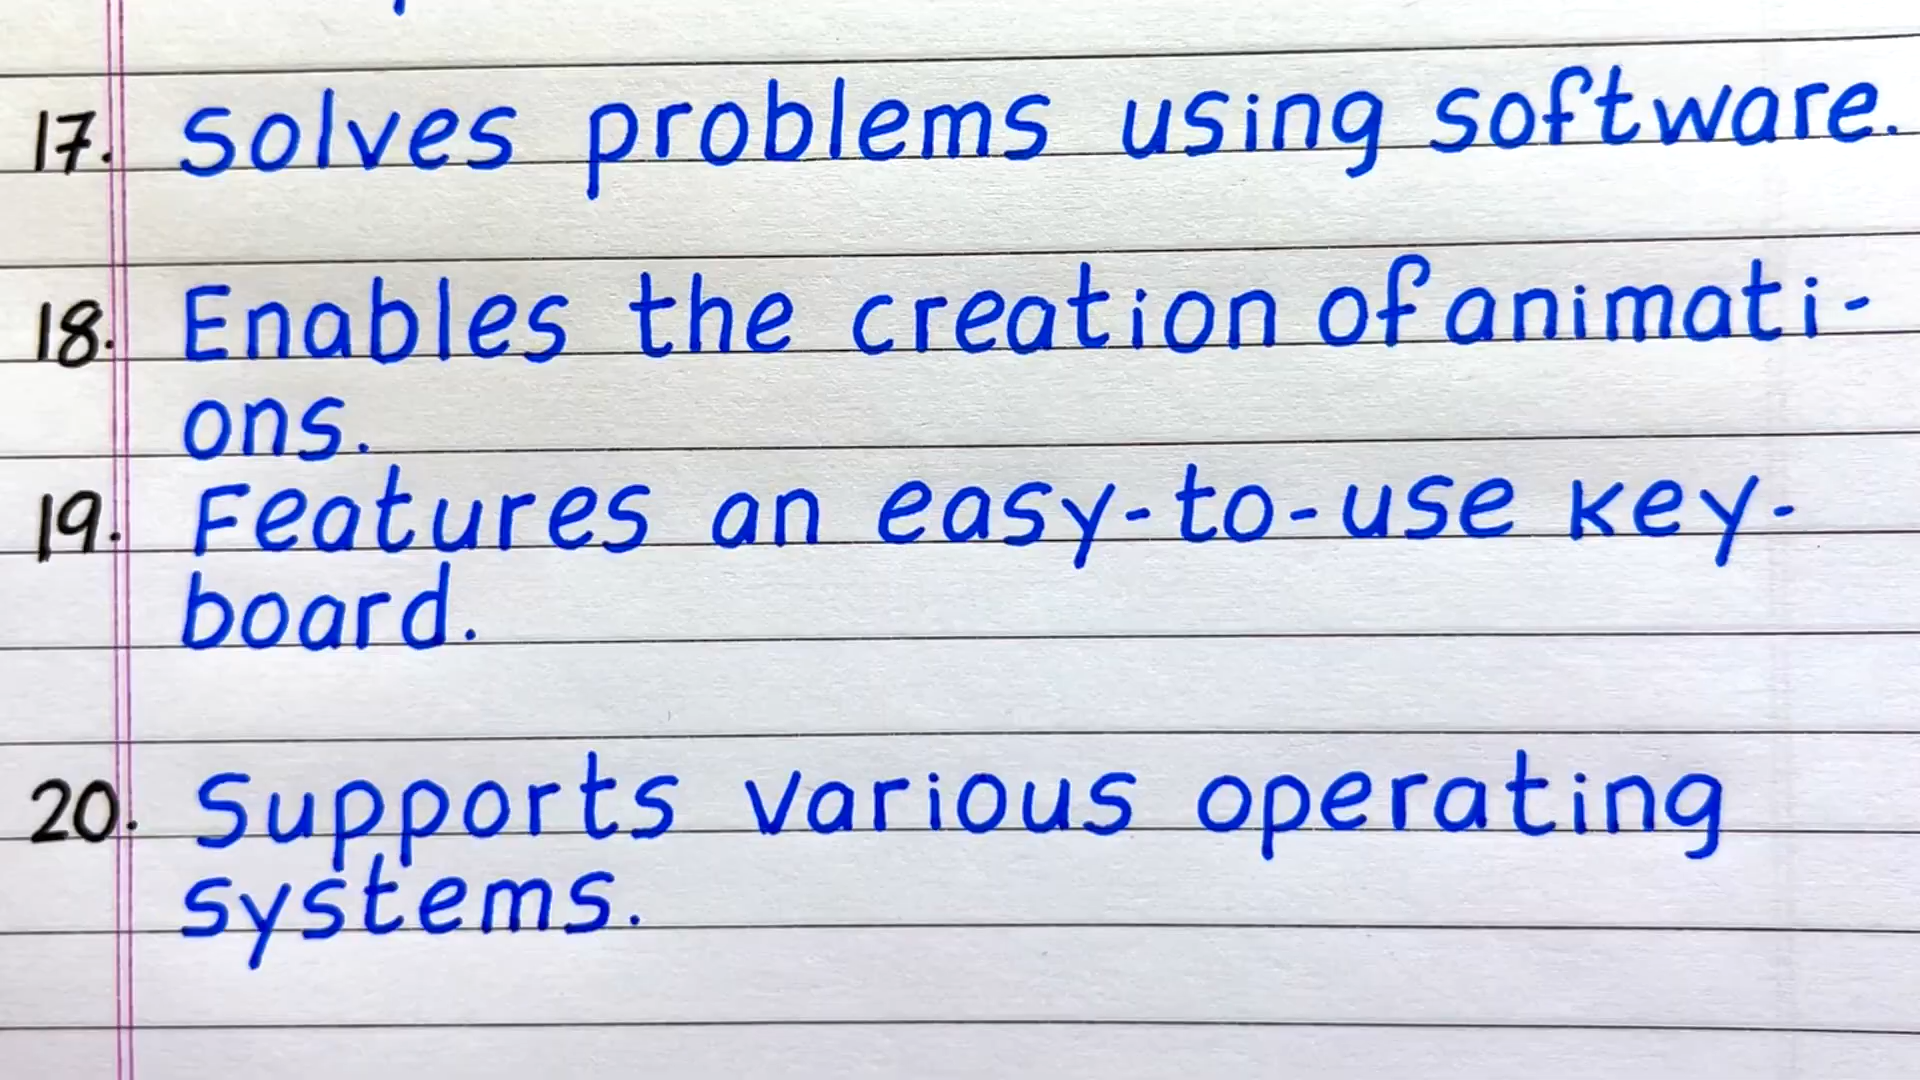 17. Solves problems using software.
18. Enables the creation of animati-
ons.
19. Features an easy-to-use key-
board.
20. Supports various operating
systems.